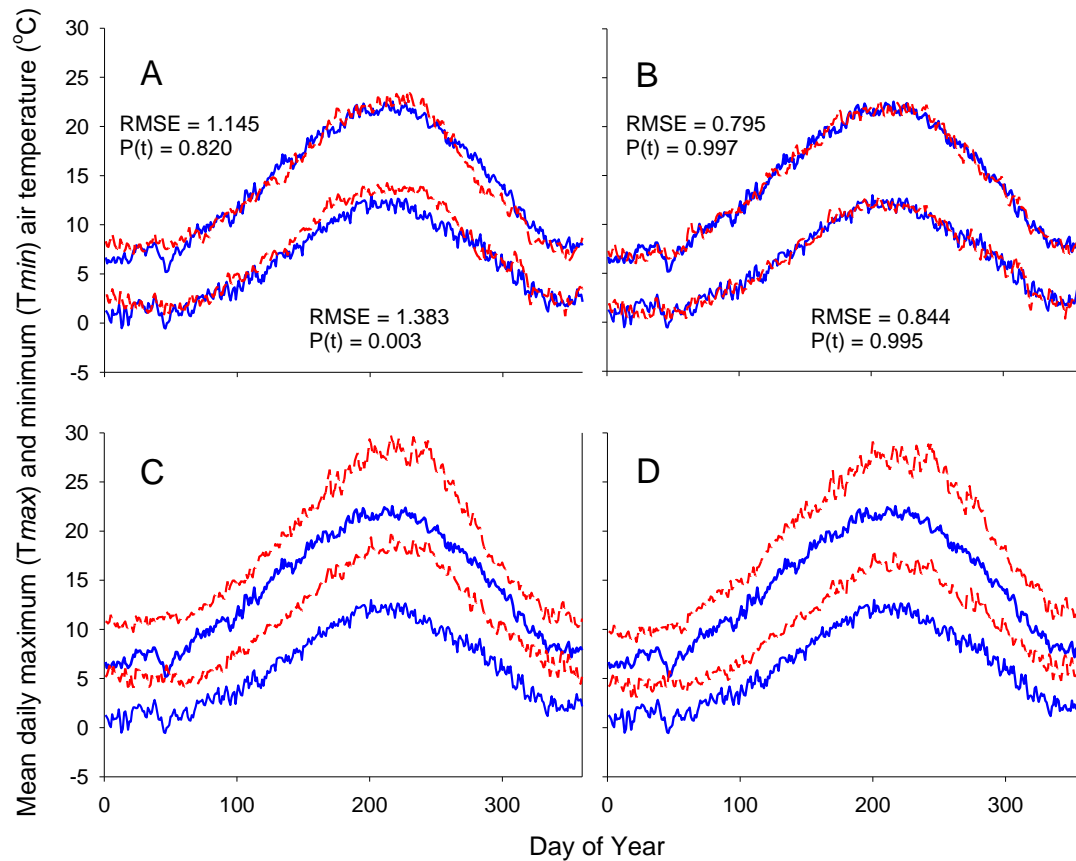 Mean daily maximum (Tmax) and minimum (Tmin) air temperature (°C)
30
25
20
15
10
5
0
-5
A
RMSE = 1.145
P(t) = 0.820
RMSE = 1.383
P(t) = 0.003
B
RMSE = 0.795
P(t) = 0.997
RMSE = 0.844
P(t) = 0.995
30
25
20
15
10
5
0
-5
C
D
0 100 200 300
0 100 200 300
Day of Year